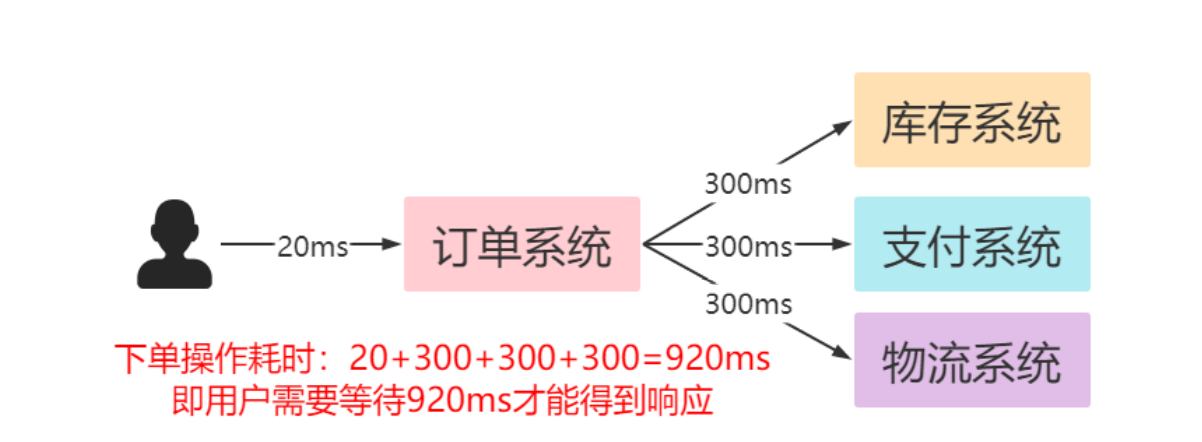 库存系统
300ms
20ms
订单系统
300ms
支付系统
300ms
物流系统
下单操作耗时：20+300+300+300=920ms
即用户需要等待920ms才能得到响应